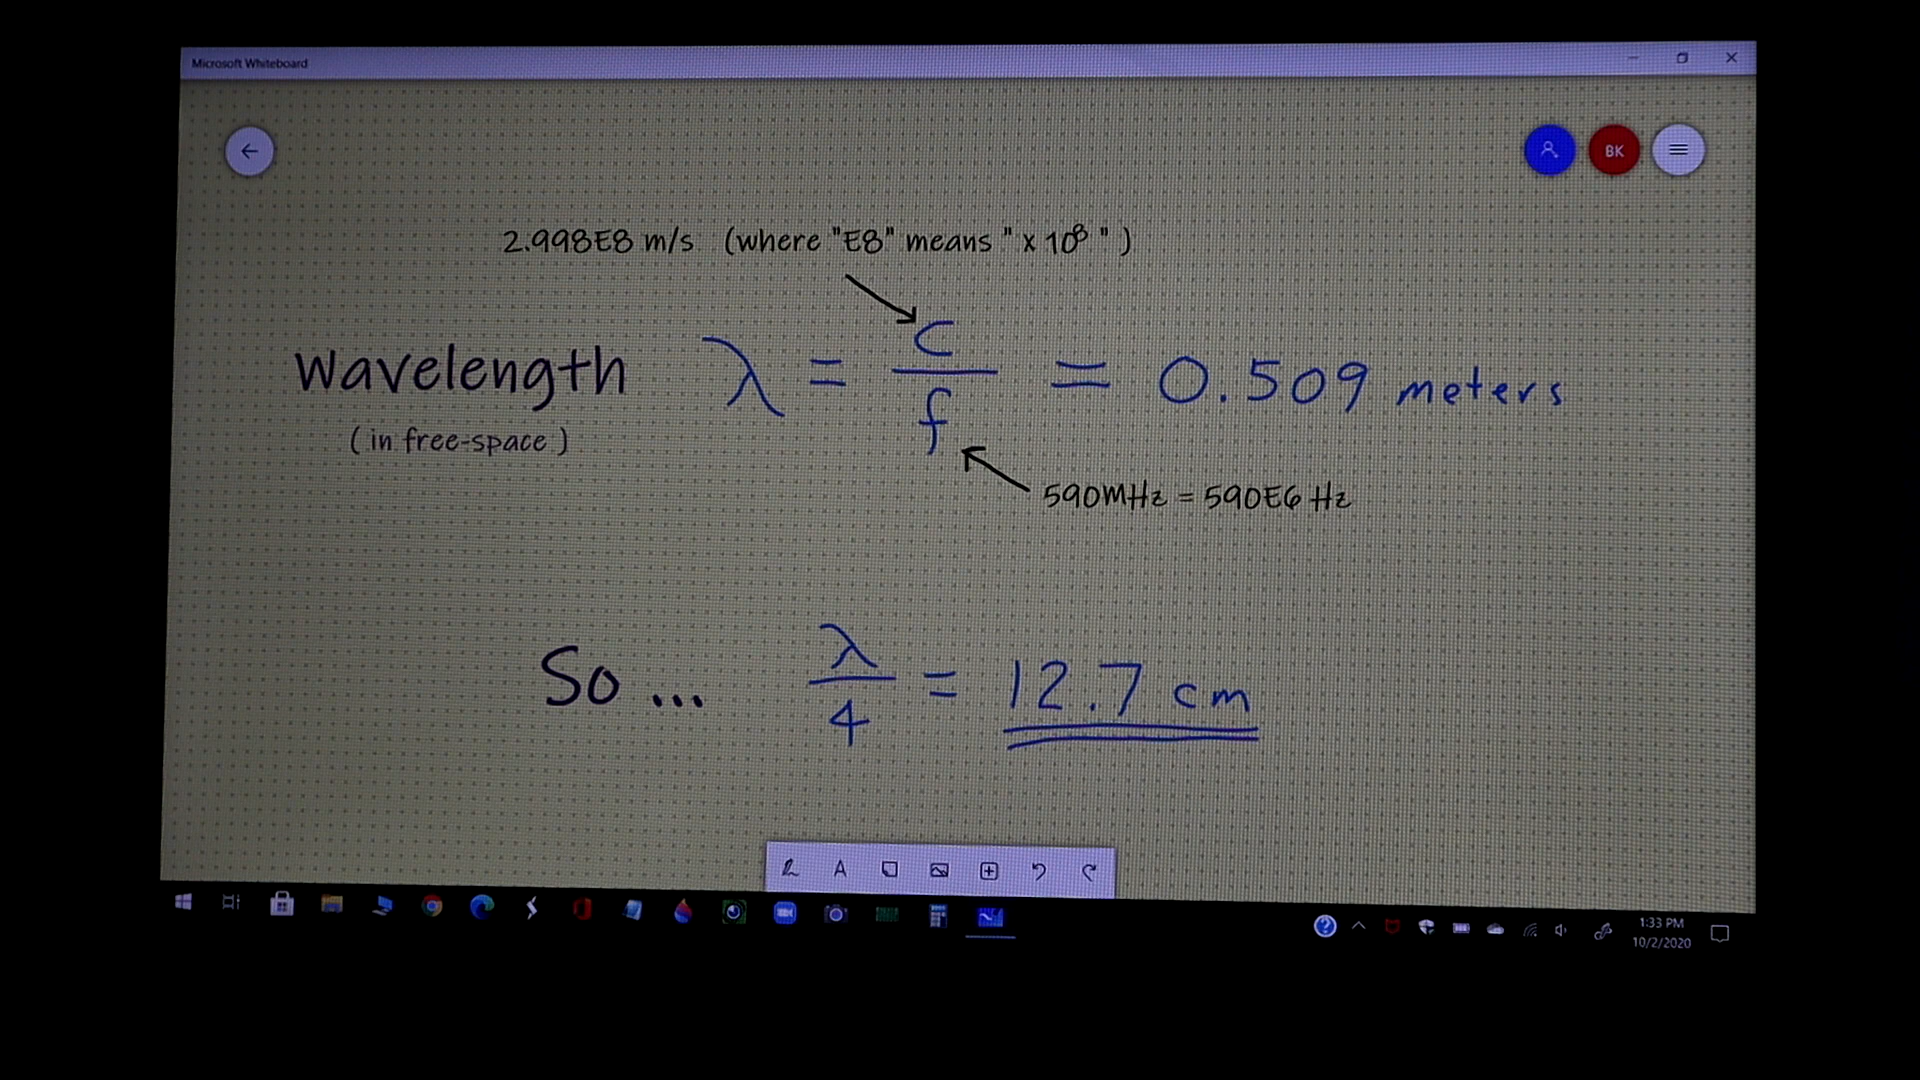 Microsoft Whiteboard
BK
2.998E8 m/s (where "E8" means " x 10⁸ " )
Wavelength λ = c/f = 0.509 meters
( in free-space )
590MHz = 590E6 Hz
So ... λ/4 = 12.7 cm
A
1:33 PM
10/2/2020